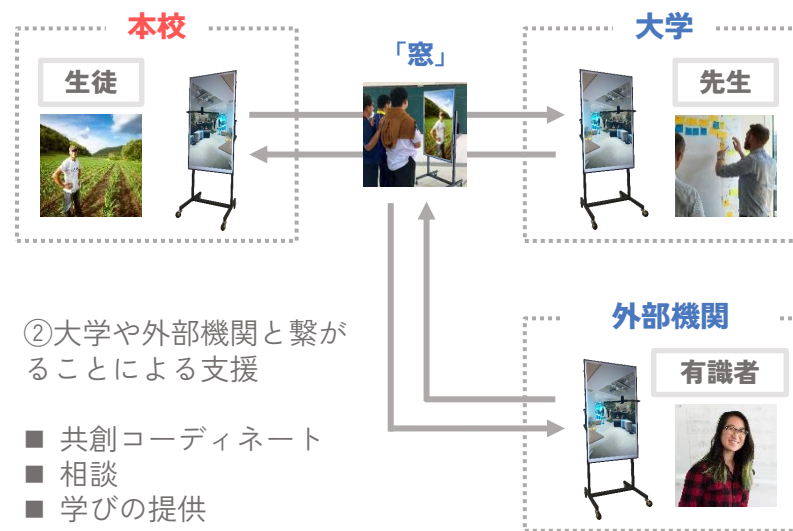 本校
生徒
「窓」
大学
先生
外部機関
有識者
②大学や外部機関と繋が
ることによる支援
■ 共創コーディネート
■ 相談
■ 学びの提供